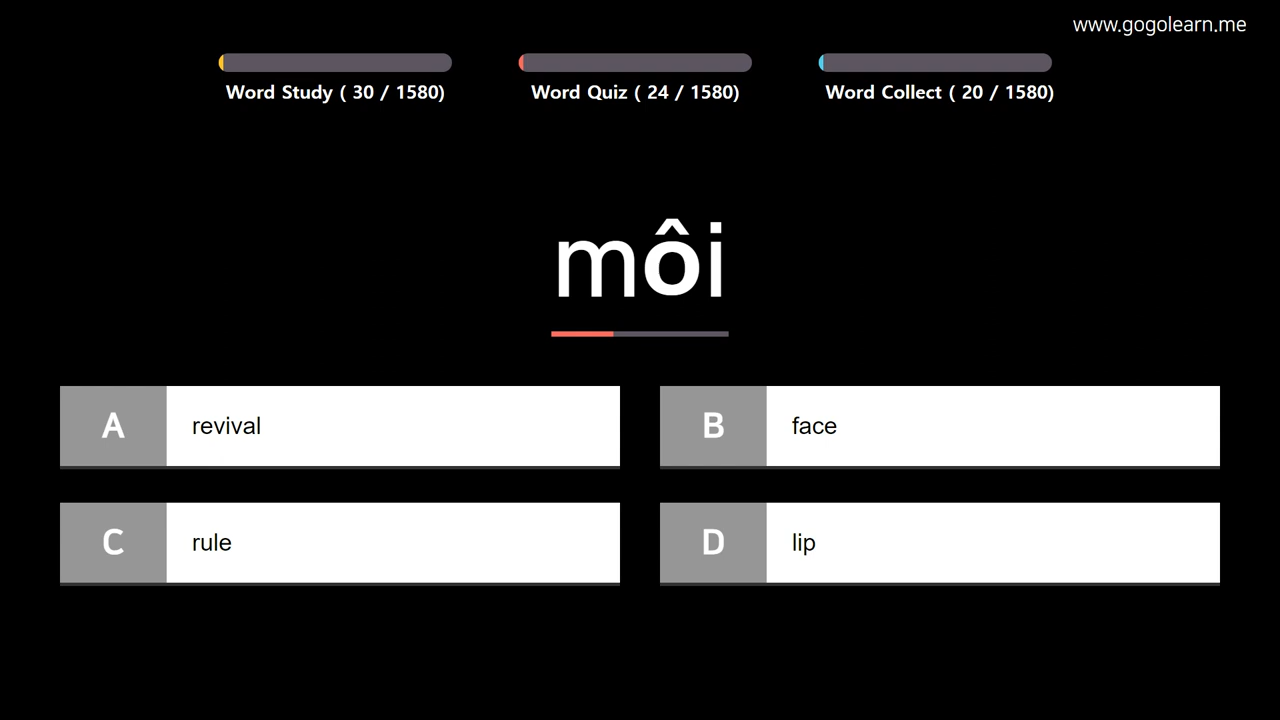 www.gogolearn.me
Word Study ( 30 / 1580)
Word Quiz ( 24 / 1580)
Word Collect ( 20 / 1580)
môi
A revival
B face
C rule
D lip